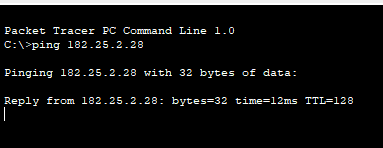 Packet Tracer PC Command Line 1.0
C:\>ping 182.25.2.28
Pinging 182.25.2.28 with 32 bytes of data:
Reply from 182.25.2.28: bytes=32 time=12ms TTL=128